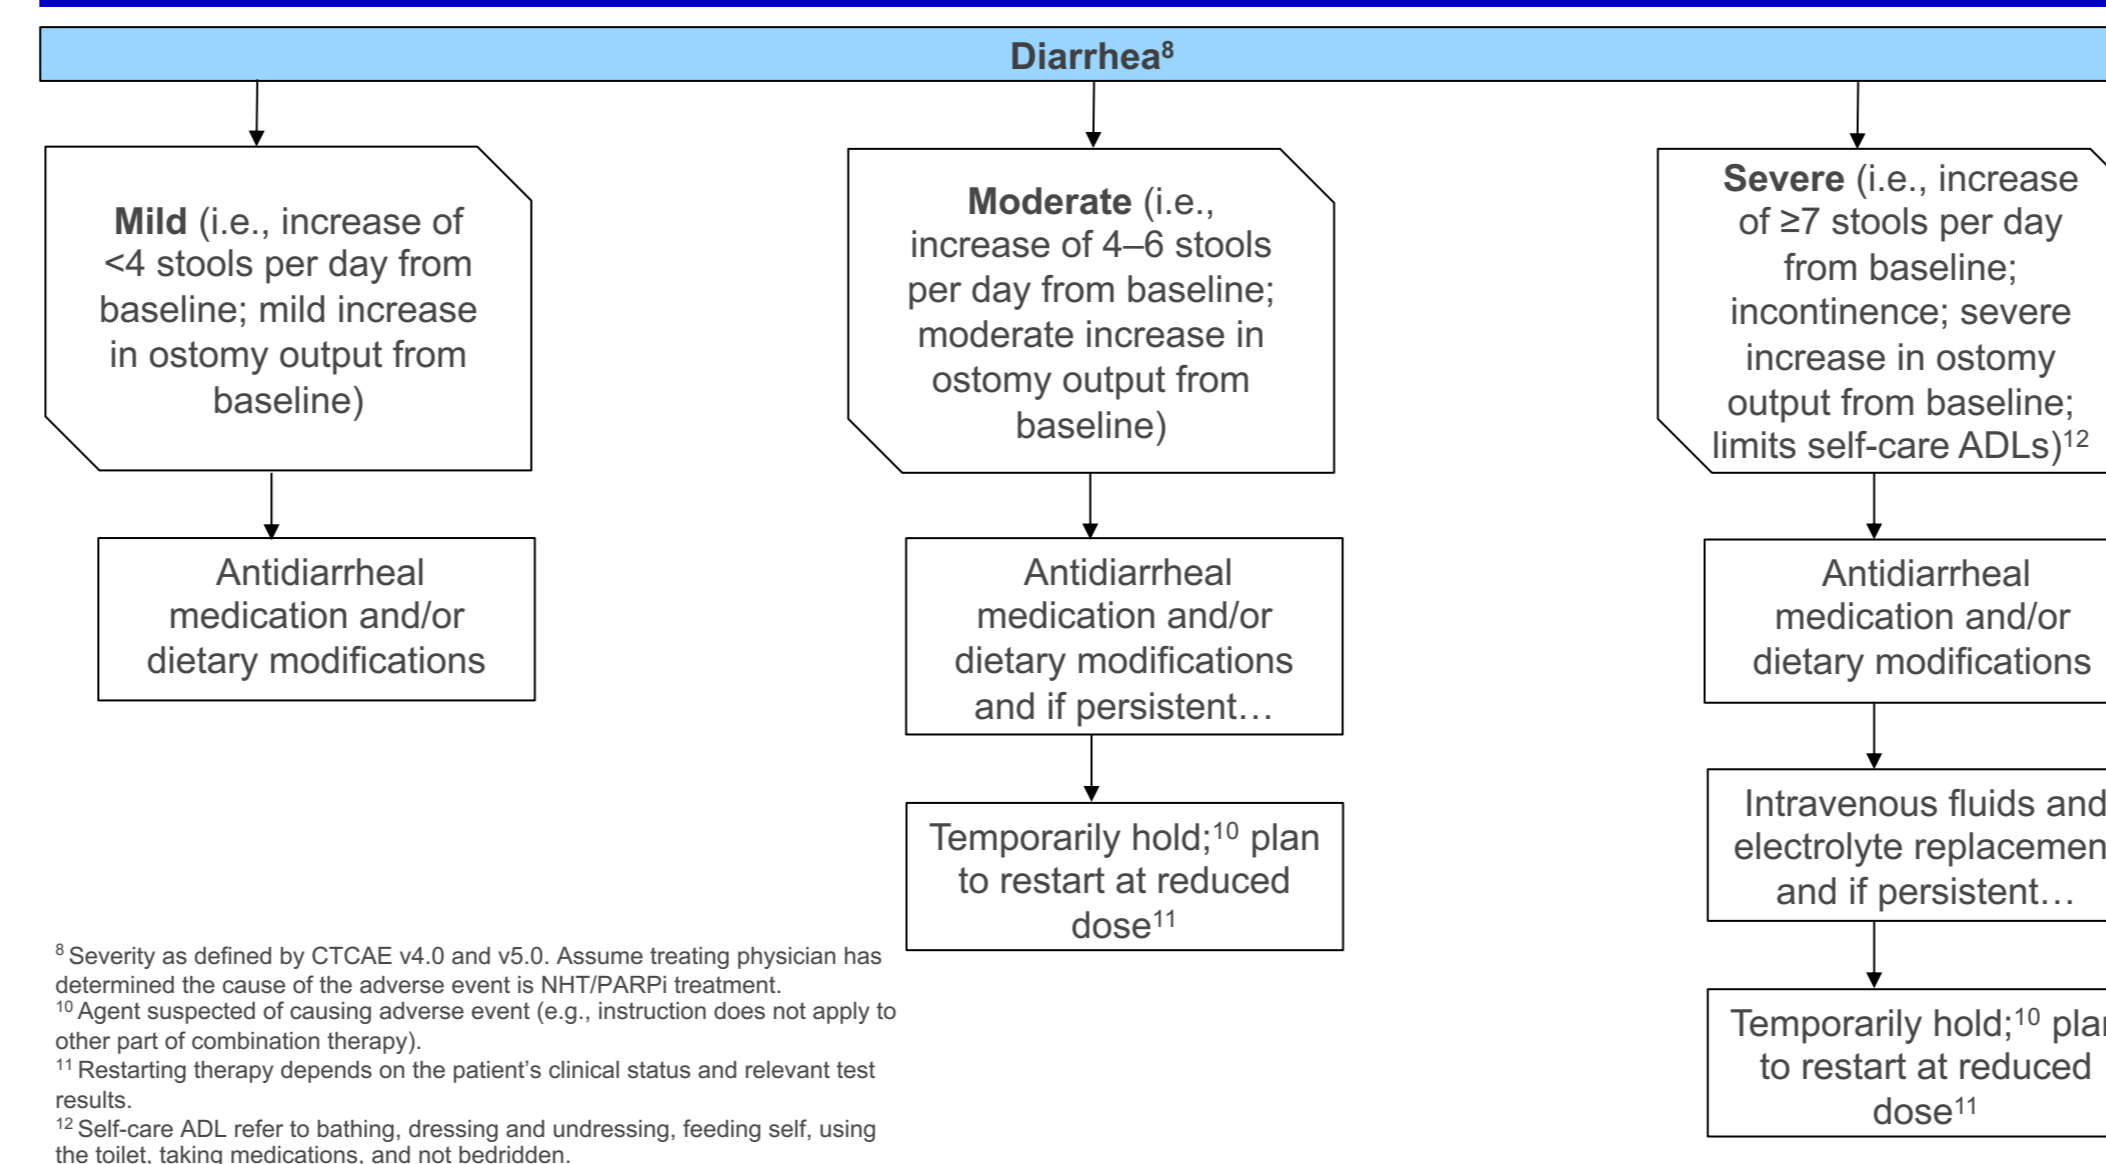 Diarrhea⁸
Mild (i.e., increase of
<4 stools per day from
baseline; mild increase
in ostomy output from
baseline)
Antidiarrheal
medication and/or
dietary modifications
Moderate (i.e.,
increase of 4–6 stools
per day from baseline;
moderate increase in
ostomy output from
baseline)
Antidiarrheal
medication and/or
dietary modifications
and if persistent…
Temporarily hold;¹⁰ plan
to restart at reduced
dose¹¹
Severe (i.e., increase
of ≥7 stools per day
from baseline;
incontinence; severe
increase in ostomy
output from baseline;
limits self-care ADLs)¹²
Antidiarrheal
medication and/or
dietary modifications
Intravenous fluids and
electrolyte replacemen
and if persistent…
Temporarily hold;¹⁰ plan
to restart at reduced
dose¹¹
⁸ Severity as defined by CTCAE v4.0 and v5.0. Assume treating physician has
determined the cause of the adverse event is NHT/PARPi treatment.
¹⁰ Agent suspected of causing adverse event (e.g., instruction does not apply to
other part of combination therapy).
¹¹ Restarting therapy depends on the patient’s clinical status and relevant test
results.
¹² Self-care ADL refer to bathing, dressing and undressing, feeding self, using
the toilet, taking medications, and not bedridden.